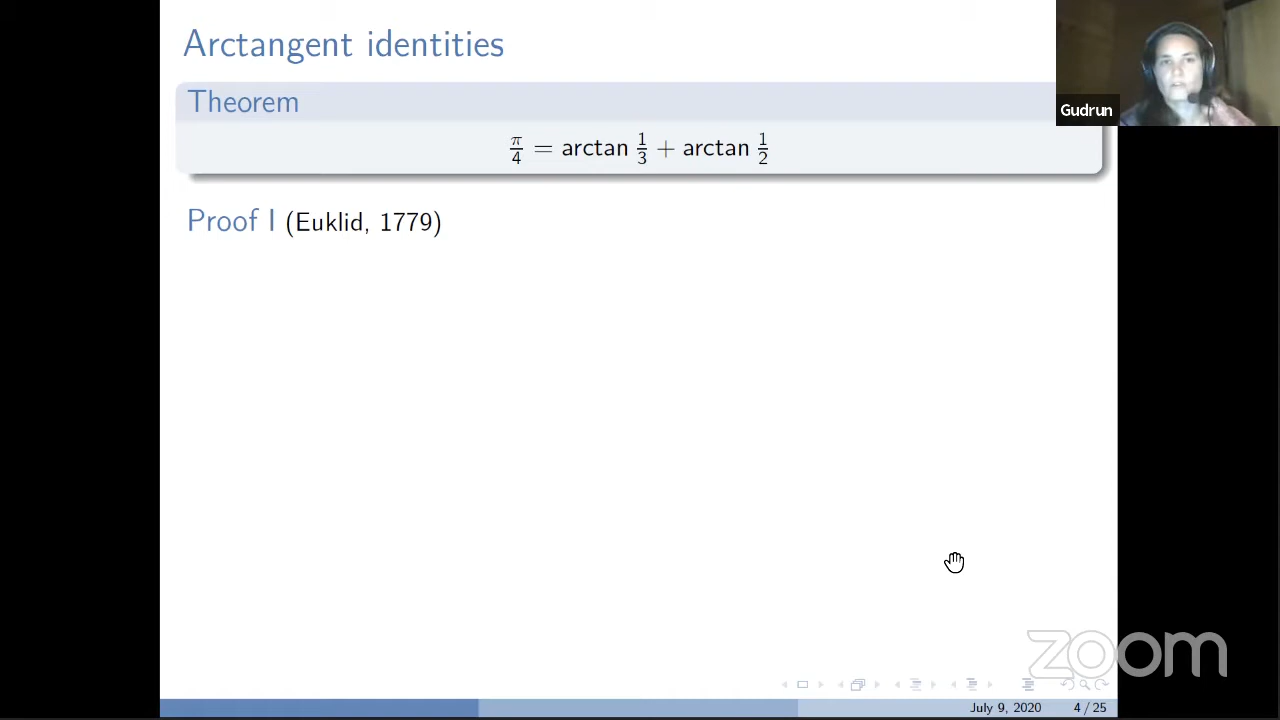 Arctangent identities
Theorem
π/4 = arctan 1/3 + arctan 1/2
Proof I (Euklid, 1779)
Gudrun
zoom
July 9, 2020 4 / 25